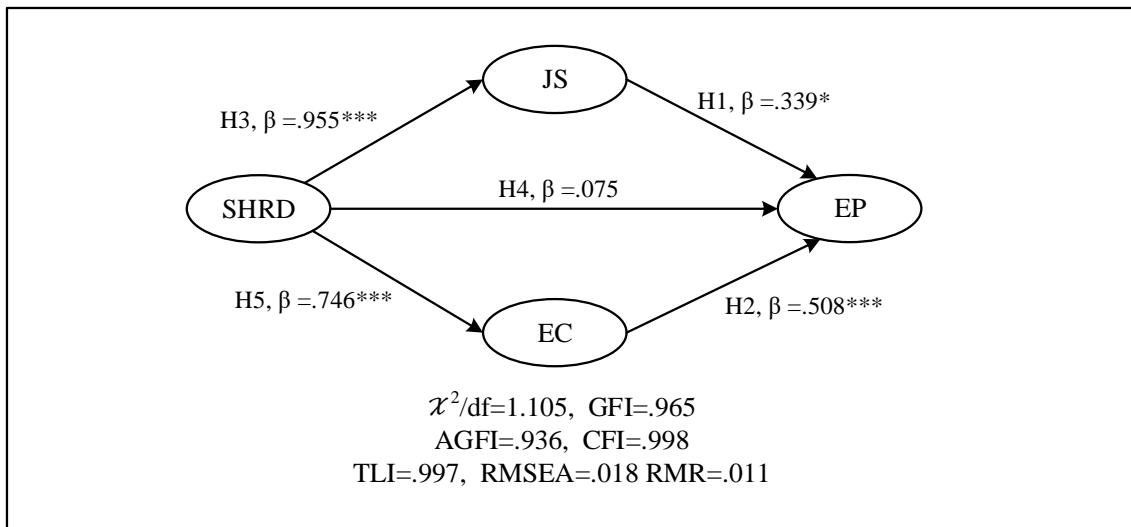 JS
H3, β =.955***
H1, β =.339*
SHRD
H4, β =.075
EP
H5, β =.746***
EC
H2, β =.508***
𝒳²/df=1.105, GFI=.965
AGFI=.936, CFI=.998
TLI=.997, RMSEA=.018 RMR=.011